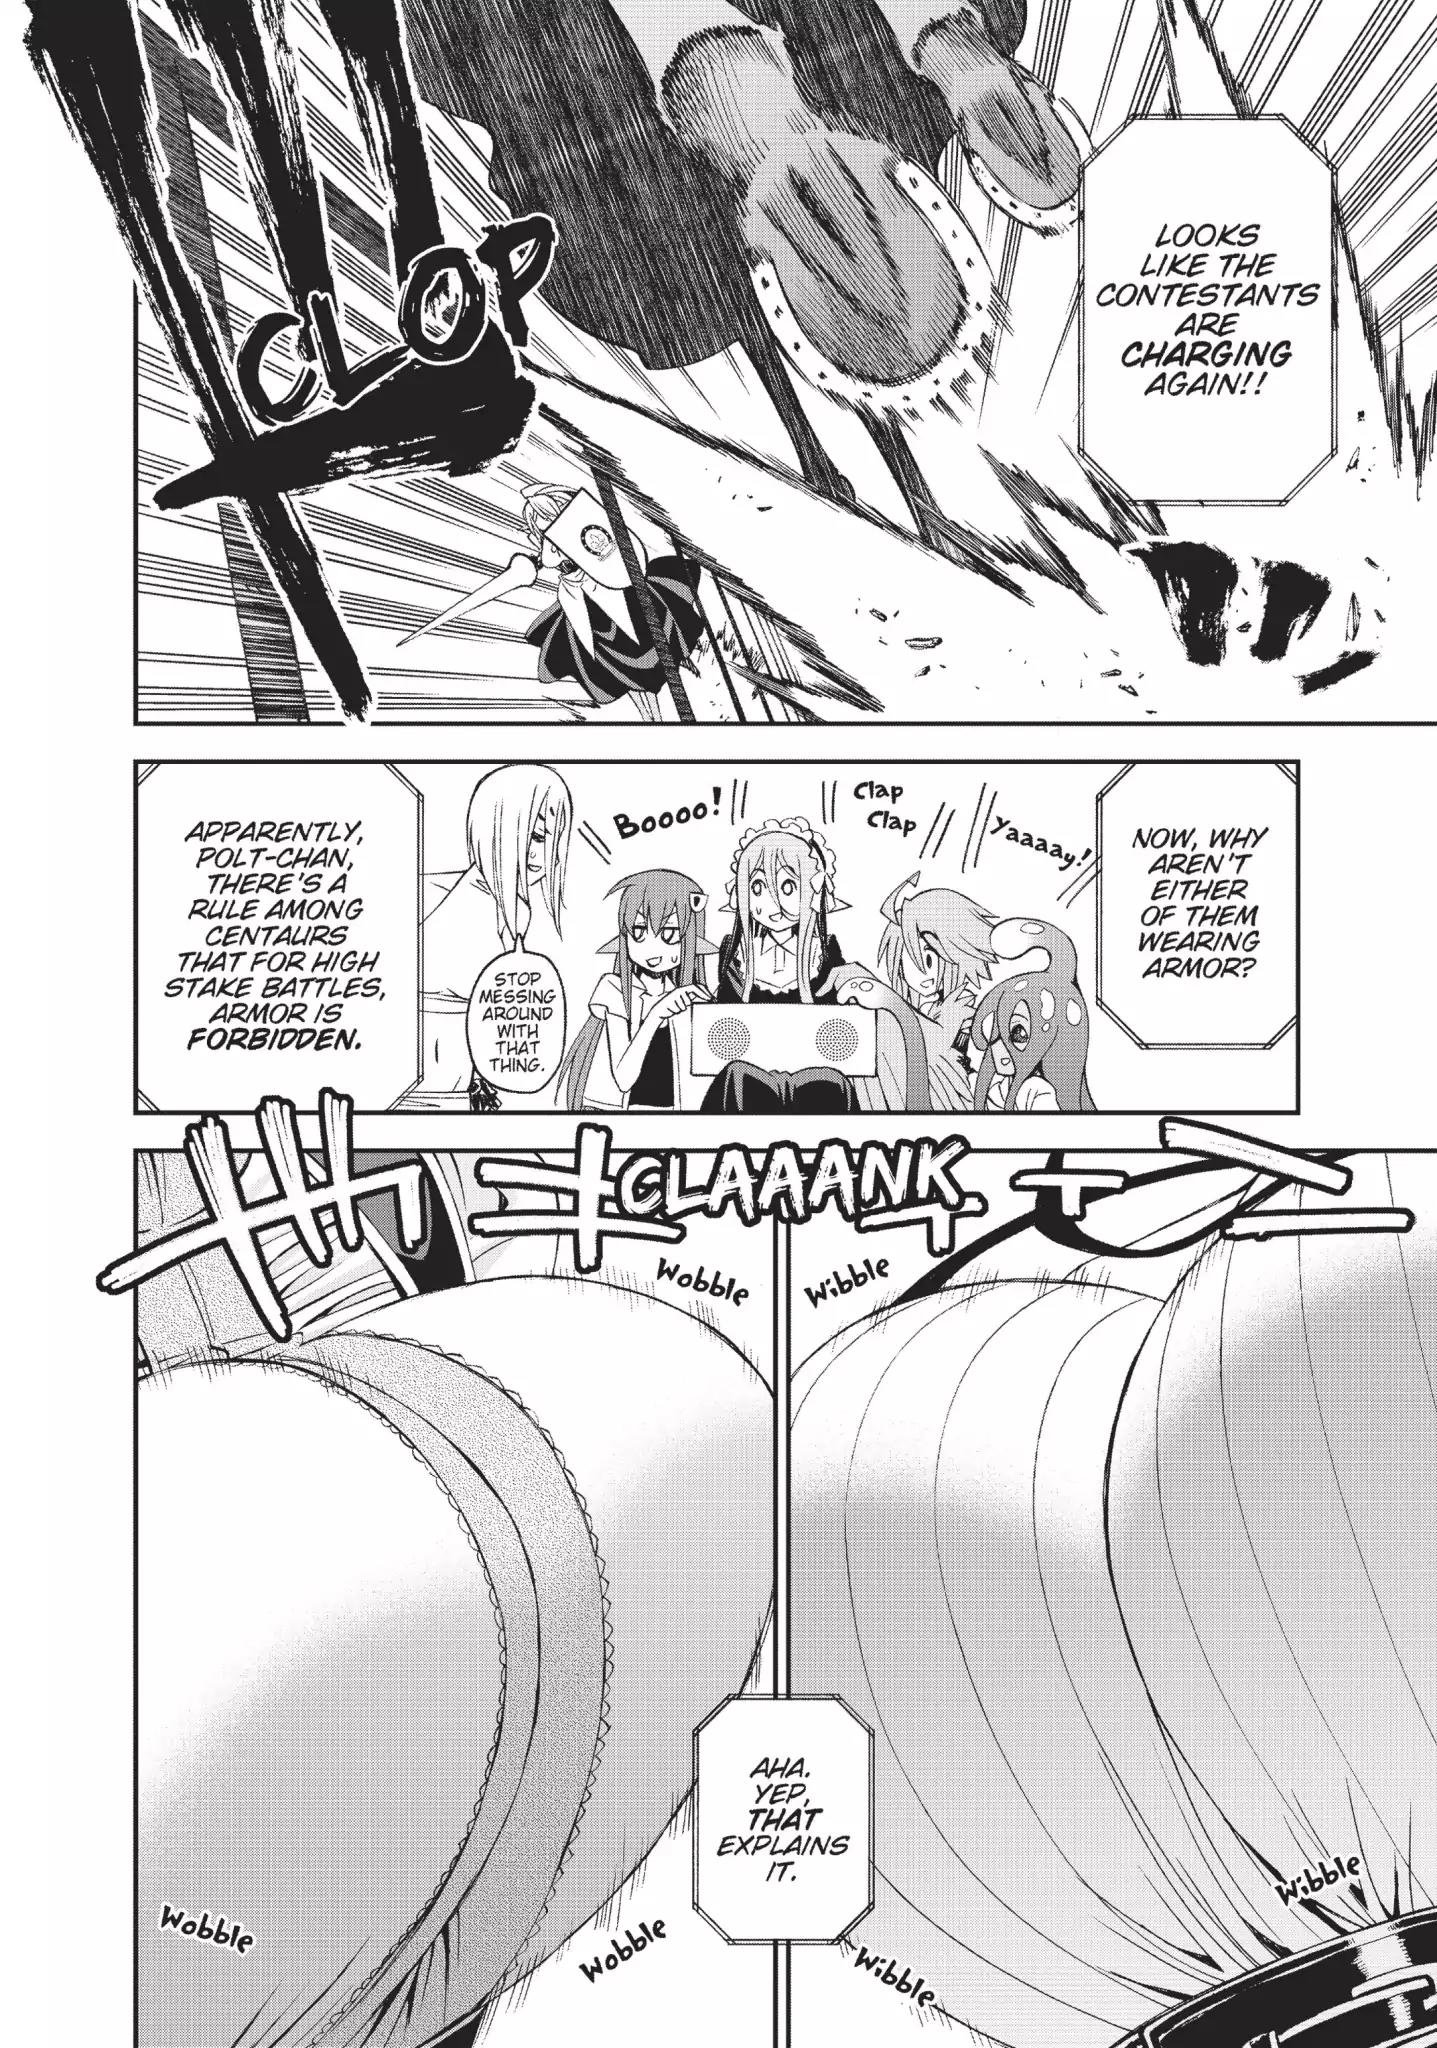 LOOKS
LIKE THE
CONTESTANTS
ARE
CHARGING
AGAIN!!
CLOP
NOW, WHY
AREN'T
EITHER
OF THEM
WEARING
ARMOR?
Yaaaay!
Clap
Clap
Boooo!
STOP
MESSING
AROUND
WITH
THAT
THING.
APPARENTLY,
POLT-CHAN,
THERE'S A
RULE AMONG
CENTAURS
THAT FOR HIGH
STAKE BATTLES,
ARMOR IS
FORBIDDEN.
CLAAAANK
Wibble
Wobble
AHA.
YEP,
THAT
EXPLAINS
IT.
Wibble
Wibble
Wobble
Wobble